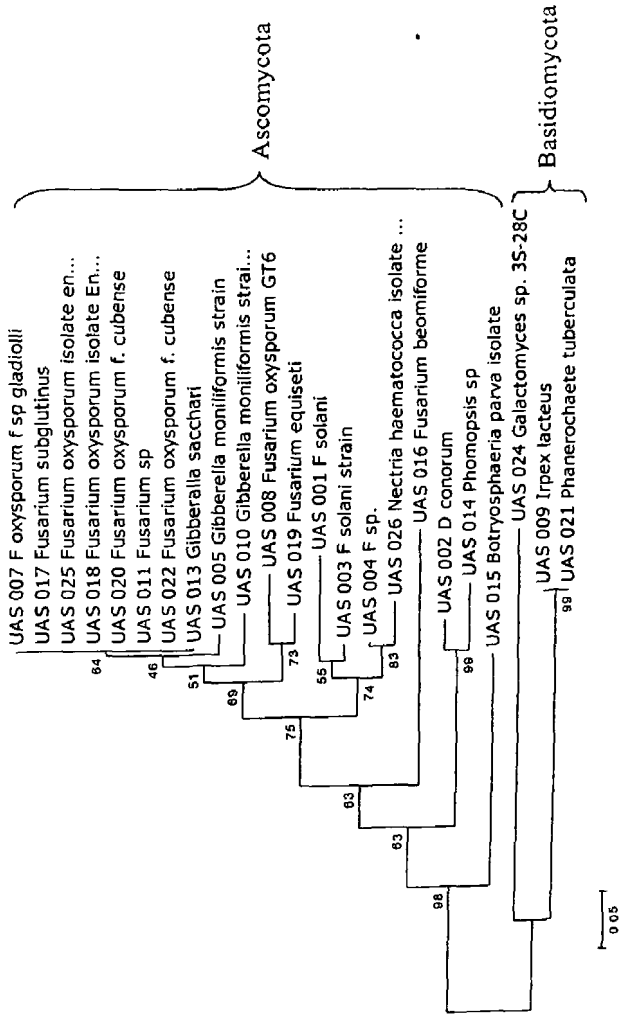 UAS 007 F oxysporum f sp gladiolli
UAS 017 Fusarium subglutinus
UAS 025 Fusarium oxysporum isolate en...
UAS 018 Fusarium oxysporum isolate En...
UAS 020 Fusarium oxysporum f. cubense
UAS 011 Fusarium sp
UAS 022 Fusarium oxysporum f. cubense
UAS 013 Gibberalla sacchari
UAS 005 Gibberella moniliformis strain
UAS 010 Gibberella moniliformis strai...
UAS 008 Fusarium oxysporum GT6
UAS 019 Fusarium equiseti
UAS 001 F solani
UAS 003 F solani strain
UAS 004 F sp.
UAS 026 Nectria haematococca isolate ...
UAS 016 Fusarium beomiforme
UAS 002 D conorum
UAS 014 Phomopsis sp
UAS 015 Botryosphaeria parva isolate
UAS 024 Galactomyces sp. 3S-28C
UAS 009 Irpex lacteus
UAS 021 Phanerochaete tuberculata
Ascomycota
Basidiomycota
64
46
51
69
73
55
74
83
75
63
99
63
98
99
0 05